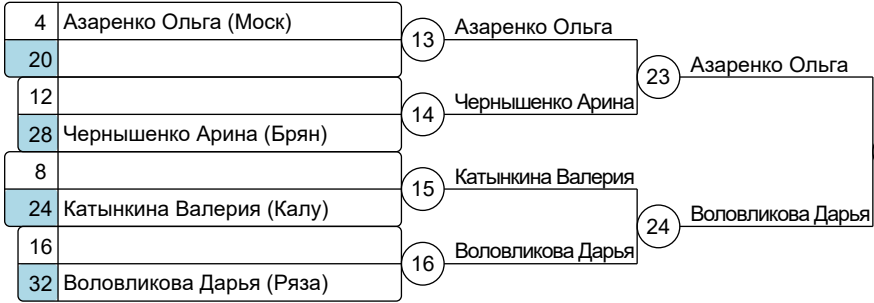 4 Азаренко Ольга (Моск)
20
12
28 Чернышенко Арина (Брян)
8
24 Катынкина Валерия (Калу)
16
32 Воловликова Дарья (Ряза)
13 Азаренко Ольга
14 Чернышенко Арина
15 Катынкина Валерия
16 Воловликова Дарья
23 Азаренко Ольга
24 Воловликова Дарья